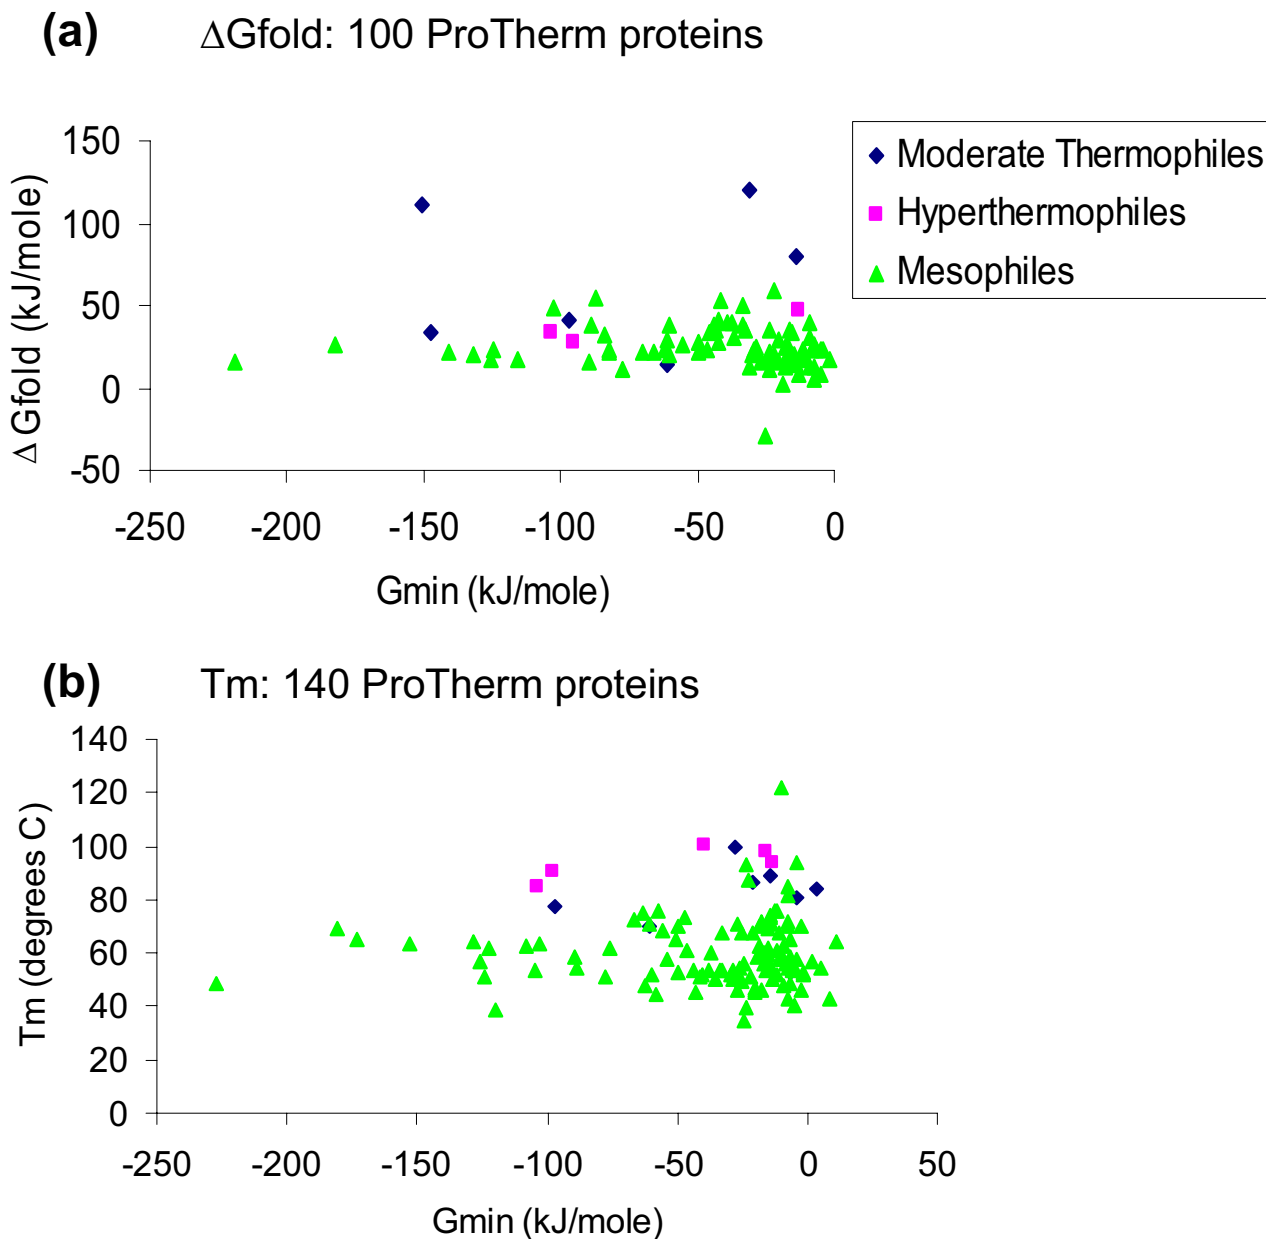 (a) ΔGfold: 100 ProTherm proteins
150
100
50
0
-50
Δ Gfold (kJ/mole)
-250 -200 -150 -100 -50 0
Gmin (kJ/mole)
Moderate Thermophiles
Hyperthermophiles
Mesophiles
(b) Tm: 140 ProTherm proteins
140
120
100
80
60
40
20
0
Tm (degrees C)
-250 -200 -150 -100 -50 0 50
Gmin (kJ/mole)